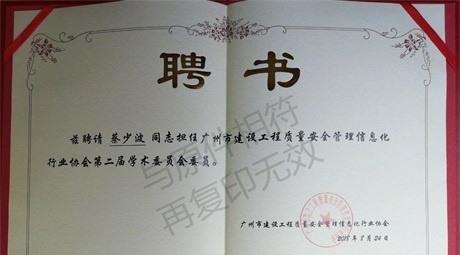 聘书
兹聘请 蔡少波 同志担任广州市建设工程质量安全管理信息化
行业协会第二届学术委员会委员。
与原件相符
再复印无效
广州市建设工程质量安全管理信息化行业协会